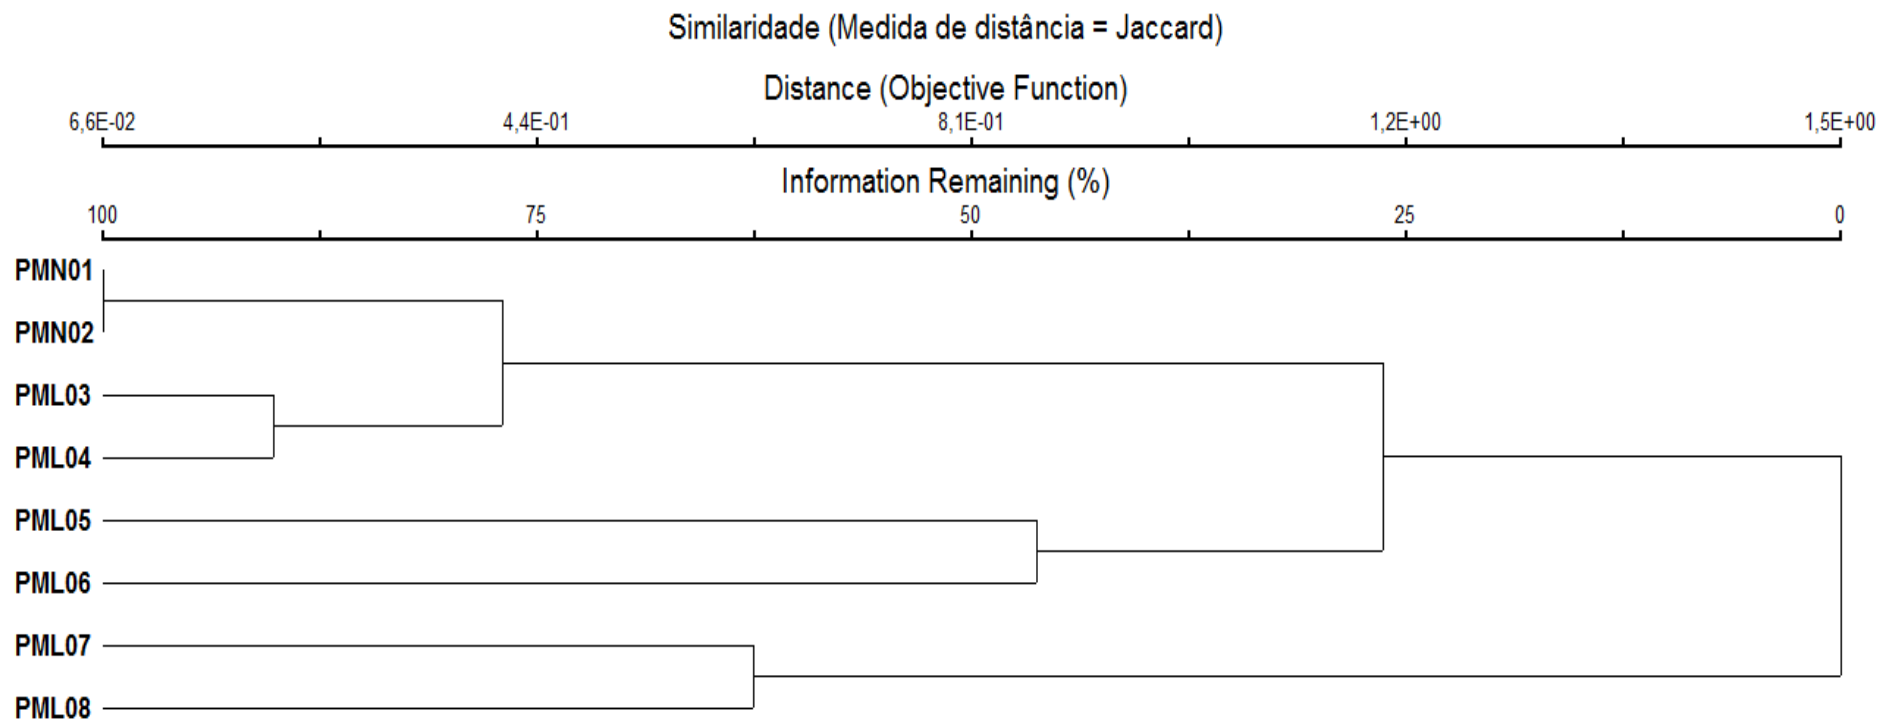 Similaridade (Medida de distância = Jaccard)
Distance (Objective Function)
6,6E-02 4,4E-01 8,1E-01 1,2E+00 1,5E+00
Information Remaining (%)
100 75 50 25 0
PMN01
PMN02
PML03
PML04
PML05
PML06
PML07
PML08